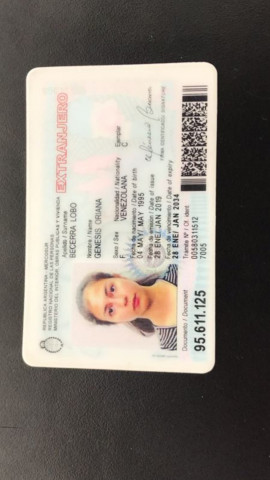 REPUBLICA ARGENTINA - MERCOSUR
REGISTRO NACIONAL DE LAS PERSONAS
MINISTERIO DEL INTERIOR, OBRAS PUBLICAS Y VIVIENDA
EXTRANJERO
Apellido / Surname
BECERRA LOBO
Nombre / Name
GENESIS ORIANA
Sexo / Sex Nacionalidad / Nationality Ejemplar
F VENEZOLANA C
Fecha de nacimiento / Date of birth
04 MAY / MAY 1995
Fecha de emisión / Date of issue
28 ENE / JAN 2019
Fecha de vencimiento / Date of expiry
28 ENE / JAN 2034
Trámite Nº / Of. ident
00480311512
7005
Documento / Document
95.611.125